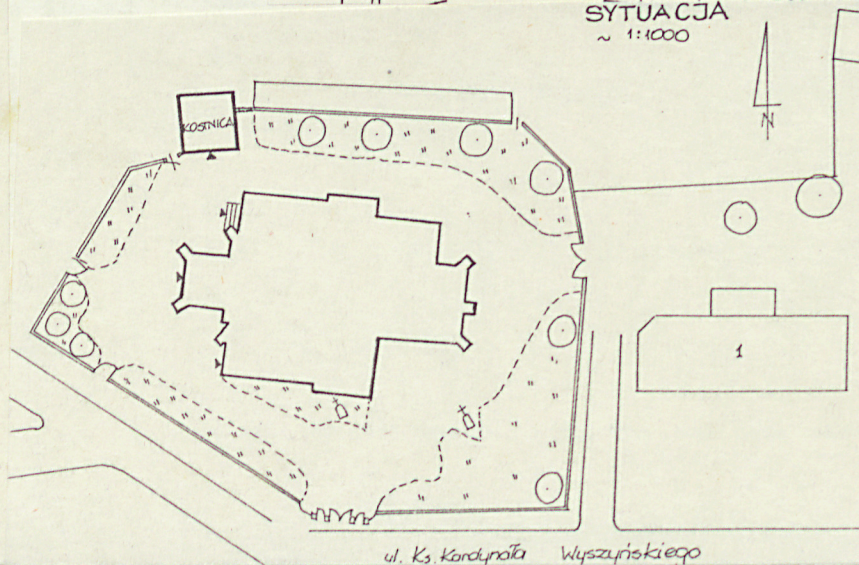 SYTUACJA
~ 1:1000
N
KOSTNICA
1
ul. Ks. Kardynała Wyszyńskiego